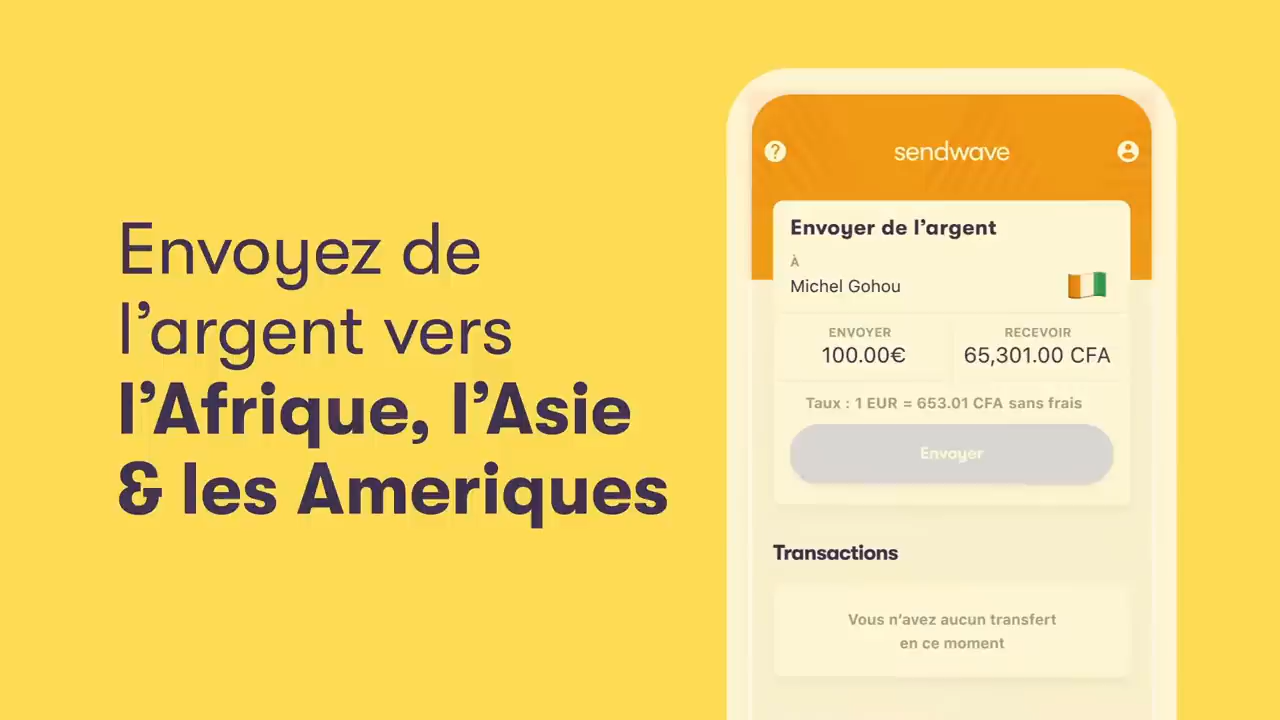 Envoyez de
l’argent vers
l’Afrique, l’Asie
& les Ameriques
?
sendwave
Envoyer de l’argent
À
Michel Gohou
ENVOYER
100.00€
RECEVOIR
65,301.00 CFA
Taux : 1 EUR = 653.01 CFA sans frais
Envoyer
Transactions
Vous n’avez aucun transfert
en ce moment